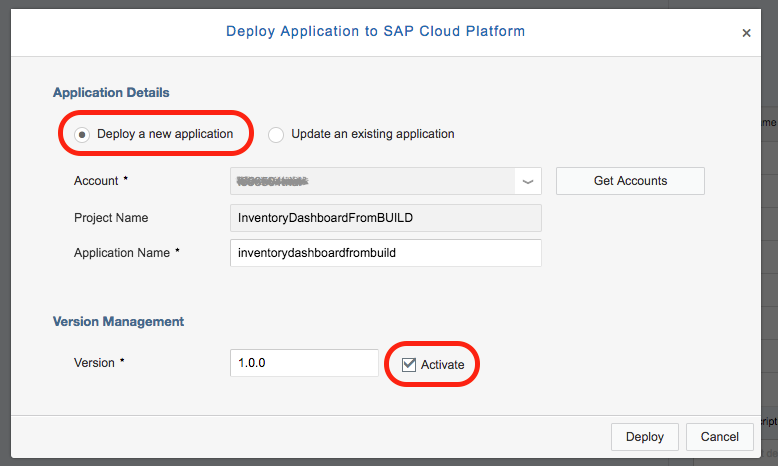 Deploy Application to SAP Cloud Platform
×
Application Details
Deploy a new application
Update an existing application
Account *
Get Accounts
Project Name
InventoryDashboardFromBUILD
Application Name *
inventorydashboardfrombuild
Version Management
Version *
1.0.0
Activate
Deploy
Cancel